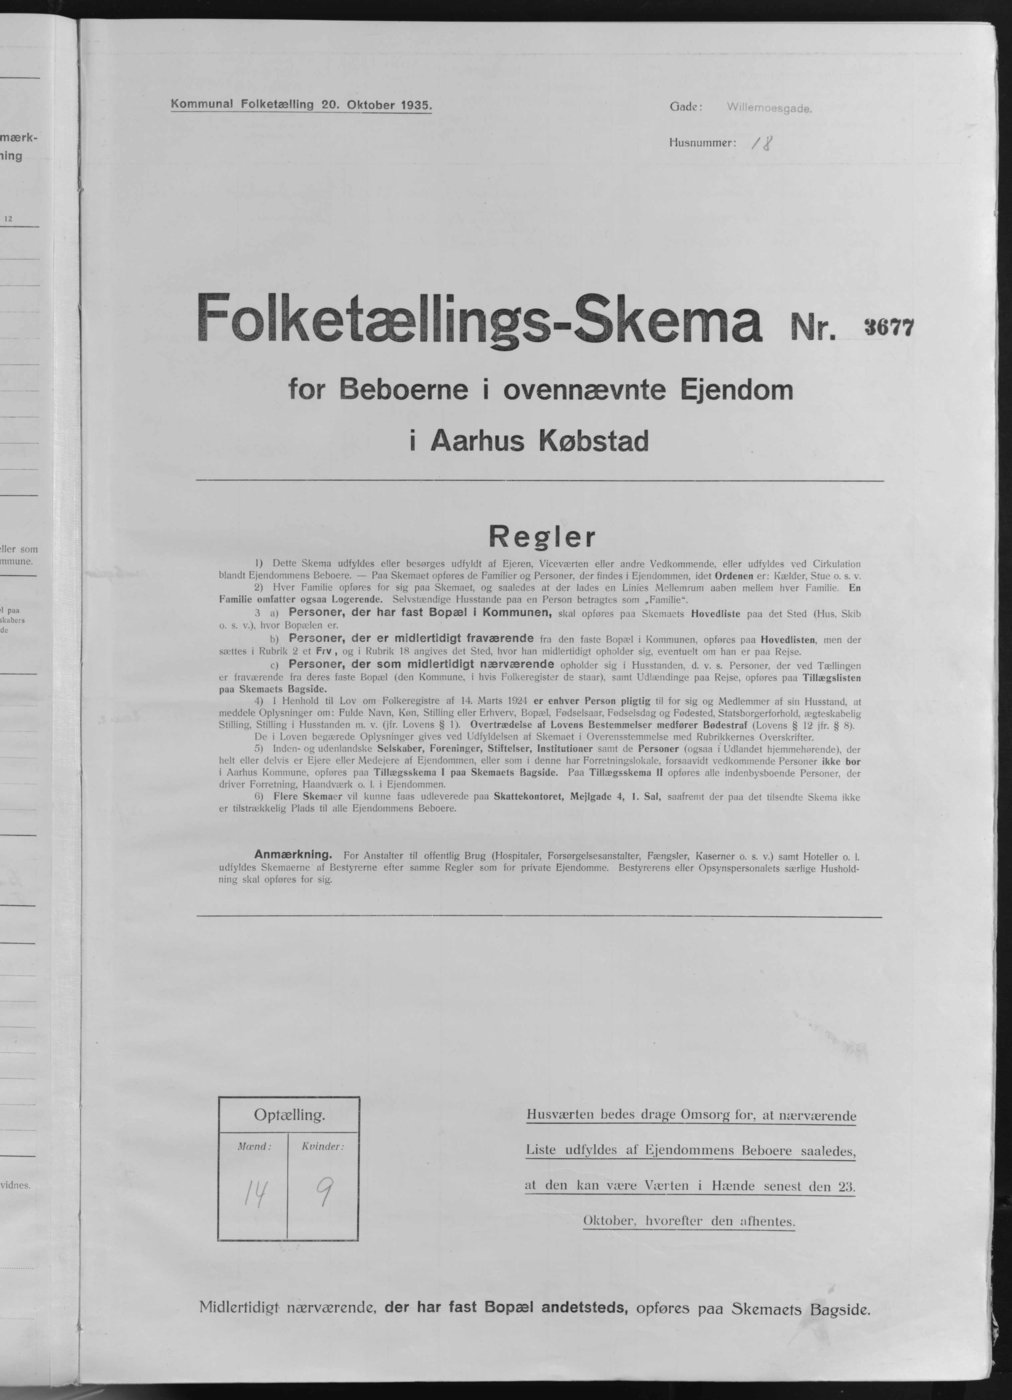 mærk-
ning
12
eller som
mmune.
l paa
skabers
de
vidnes.
Kommunal Folketælling 20. Oktober 1935.
Gade: Willemoesgade.
Husnummer: 18
Folketællings-Skema Nr. 3677
for Beboerne i ovennævnte Ejendom
i Aarhus Købstad
Regler
1) Dette Skema udfyldes eller besørges udfyldt af Ejeren, Viceværten eller andre Vedkommende, eller udfyldes ved Cirkulation
blandt Ejendommens Beboere. — Paa Skemaet opføres de Familier og Personer, der findes i Ejendommen, idet Ordenen er: Kælder, Stue o. s. v.
2) Hver Familie opføres for sig paa Skemaet, og saaledes at der lades en Linies Mellemrum aaben mellem hver Familie. En
Familie omfatter ogsaa Logerende. Selvstændige Husstande paa en Person betragtes som „Familie“.
3 a) Personer, der har fast Bopæl i Kommunen, skal opføres paa Skemaets Hovedliste paa det Sted (Hus, Skib
o. s. v.), hvor Bopælen er.
b) Personer, der er midlertidigt fraværende fra den faste Bopæl i Kommunen, opføres paa Hovedlisten, men der
sættes i Rubrik 2 et Frv , og i Rubrik 18 angives det Sted, hvor han midlertidigt opholder sig, eventuelt om han er paa Rejse.
c) Personer, der som midlertidigt nærværende opholder sig i Husstanden, d. v. s. Personer, der ved Tællingen
er fraværende fra deres faste Bopæl (den Kommune, i hvis Folkeregister de staar), samt Udlændinge paa Rejse, opføres paa Tillægslisten
paa Skemaets Bagside.
4) I Henhold til Lov om Folkeregistre af 14. Marts 1924 er enhver Person pligtig til for sig og Medlemmer af sin Husstand, at
meddele Oplysninger om: Fulde Navn, Køn, Stilling eller Erhverv, Bopæl, Fødselsaar, Fødselsdag og Fødested, Statsborgerforhold, ægteskabelig
Stilling, Stilling i Husstanden m. v. (jfr. Lovens § 1). Overtrædelse af Lovens Bestemmelser medfører Bødestraf (Lovens § 12 jfr. § 8).
De i Loven begærede Oplysninger gives ved Udfyldelsen af Skemaet i Overensstemmelse med Rubrikkernes Overskrifter.
5) Inden- og udenlandske Selskaber, Foreninger, Stiftelser, Institutioner samt de Personer (ogsaa i Udlandet hjemmehørende), der
helt eller delvis er Ejere eller Medejere af Ejendommen, eller som i denne har Forretningslokale, forsaavidt vedkommende Personer ikke bor
i Aarhus Kommune, opføres paa Tillægsskema I paa Skemaets Bagside. Paa Tillægsskema II opføres alle indenbysboende Personer, der
driver Forretning, Haandværk o. l. i Ejendommen.
6) Flere Skemaer vil kunne faas udleverede paa Skattekontoret, Mejlgade 4, 1. Sal, saafremt der paa det tilsendte Skema ikke
er tilstrækkelig Plads til alle Ejendommens Beboere.
Anmærkning. For Anstalter til offentlig Brug (Hospitaler, Forsørgelsesanstalter, Fængsler, Kaserner o. s. v.) samt Hoteller o. l.
udfyldes Skemaerne af Bestyrerne efter samme Regler som for private Ejendomme. Bestyrerens eller Opsynspersonalets særlige Hushold-
ning skal opføres for sig.
Optælling.
Mænd: Kvinder:
14 9
Husværten bedes drage Omsorg for, at nærværende
Liste udfyldes af Ejendommens Beboere saaledes,
at den kan være Værten i Hænde senest den 23.
Oktober, hvorefter den afhentes.
Midlertidigt nærværende, der har fast Bopæl andetsteds, opføres paa Skemaets Bagside.